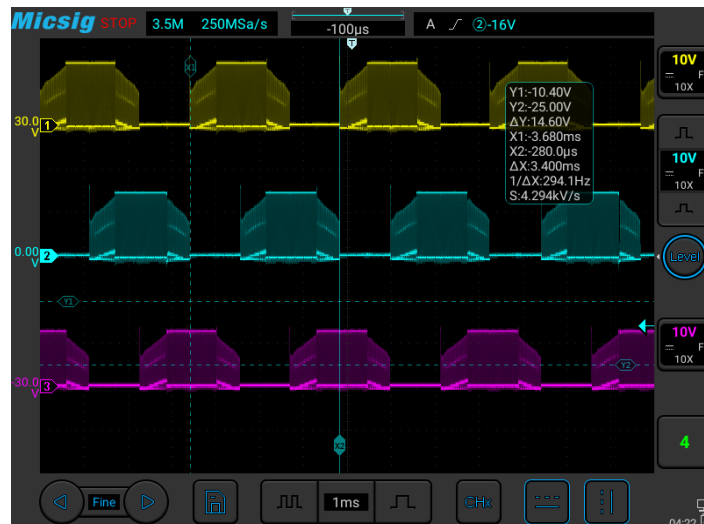 Micsig STOP 3.5M 250MSa/s -100µs A ②-16V
T
T
X1
10V
F
10X
Y1:-10.40V
Y2:-25.00V
ΔY:14.60V
X1:-3.680ms
X2:-280.0µs
ΔX:3.400ms
1/ΔX:294.1Hz
S:4.294kV/s
30.0
V
1
10V
F
10X
0.00
V
2
Level
Y1
10V
F
10X
-30.0
V
3
Y2
X2
4
Fine
1ms
CHx
04:22